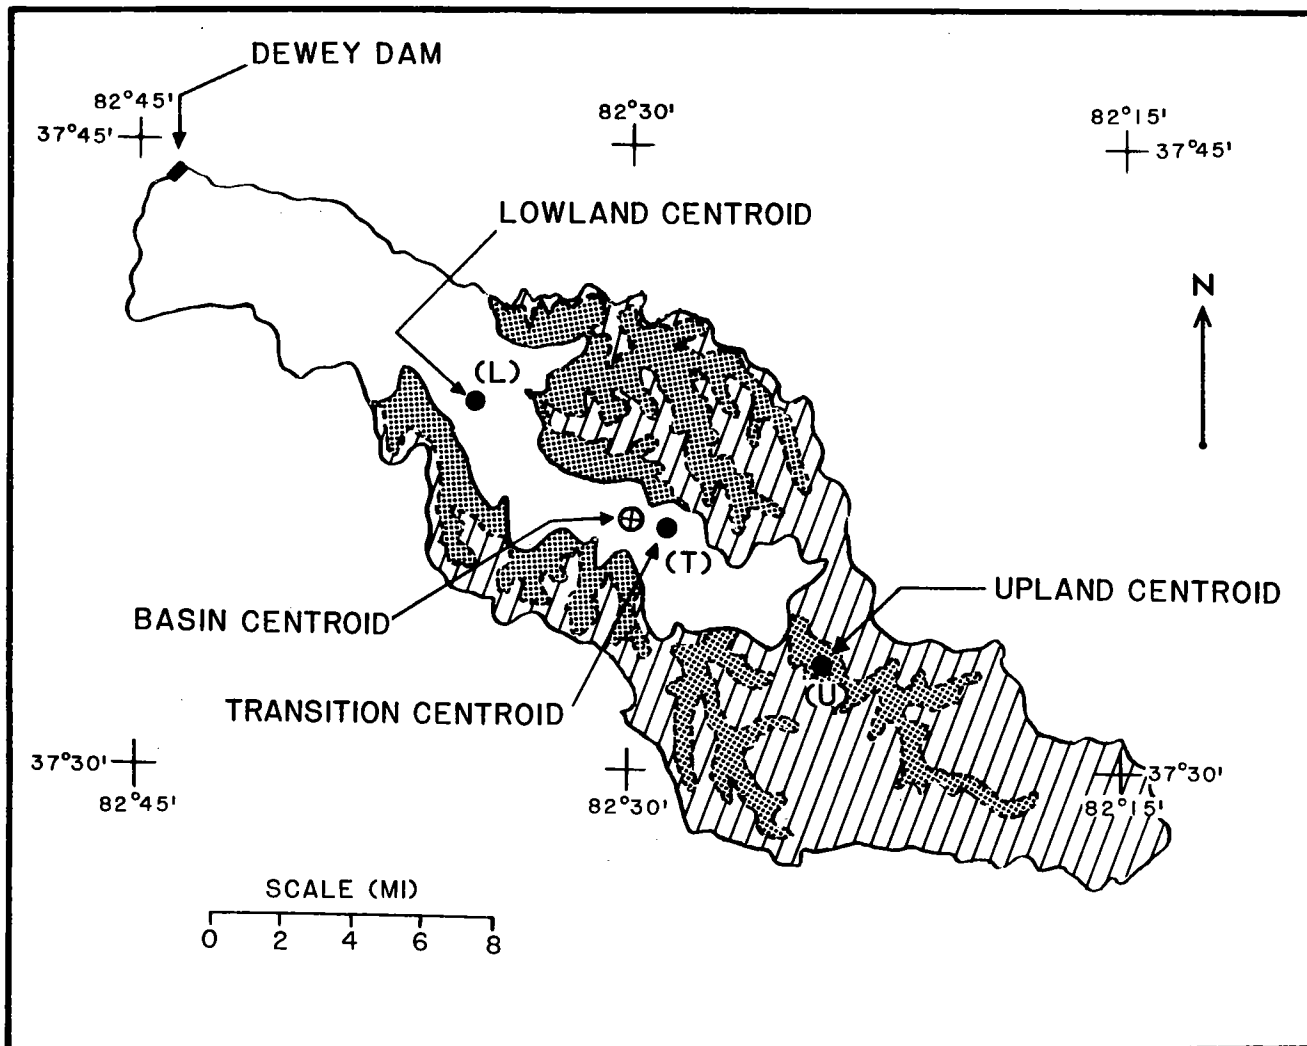 DEWEY DAM
82°45'
82°30'
82°15'
37°45'
37°45'
LOWLAND CENTROID
N
(L)
(T)
UPLAND CENTROID
BASIN CENTROID
(U)
TRANSITION CENTROID
37°30'
37°30'
82°45'
82°30'
82°15'
SCALE (MI)
0 2 4 6 8